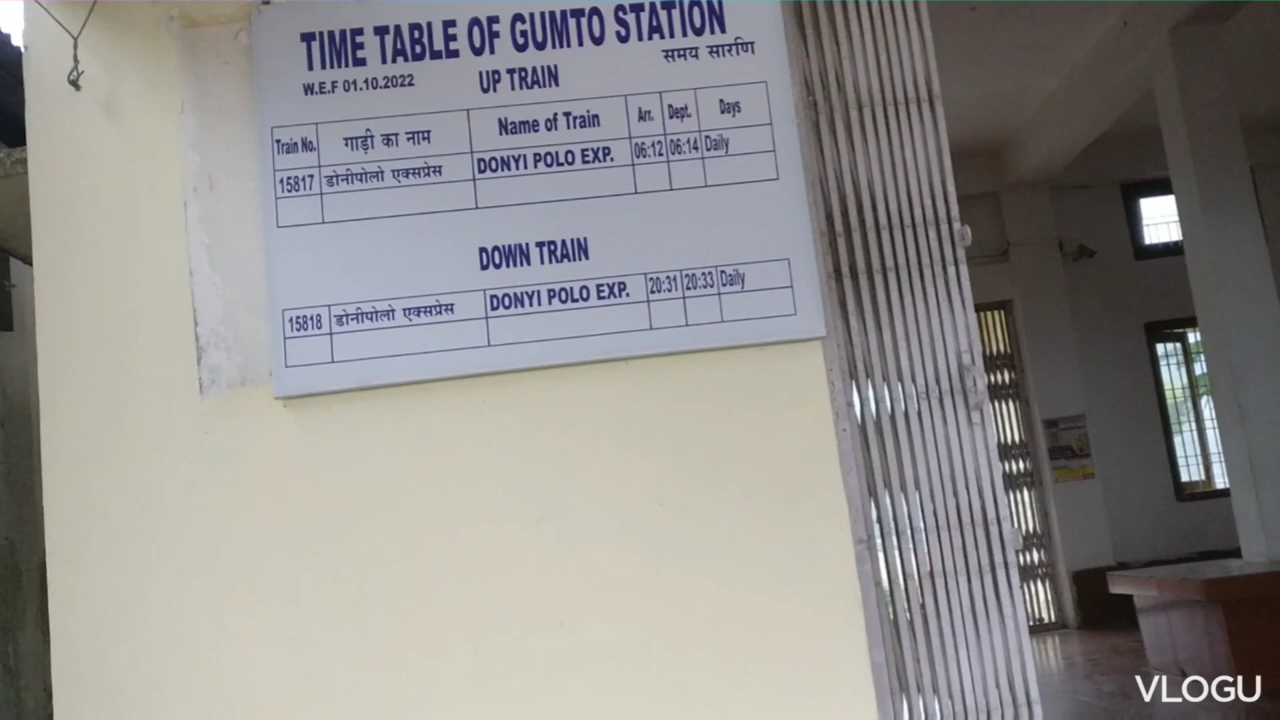 TIME TABLE OF GUMTO STATION
समय सारणि
W.E.F 01.10.2022 UP TRAIN
Train No. गाड़ी का नाम Name of Train Arr. Dept. Days
15817 डोनीपोलो एक्सप्रेस DONYI POLO EXP. 06:12 06:14 Daily
DOWN TRAIN
15818 डोनीपोलो एक्सप्रेस DONYI POLO EXP. 20:31 20:33 Daily
VLOGU